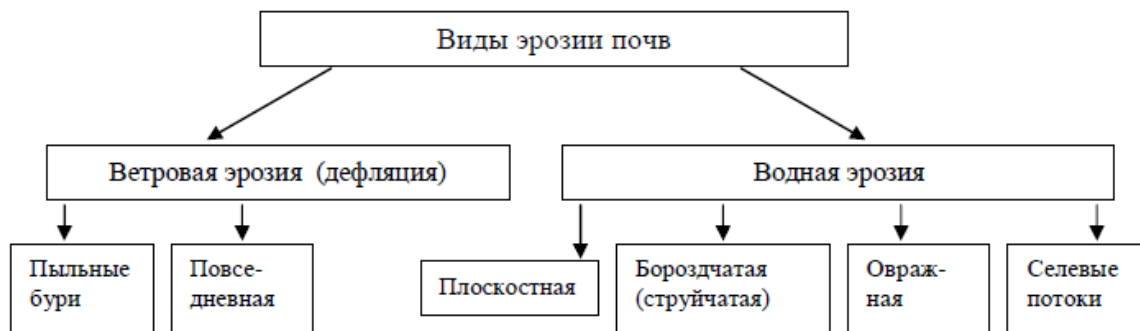 Виды эрозии почв
Ветровая эрозия (дефляция)
Водная эрозия
Пыльные
бури
Повсе-
дневная
Плоскостная
Бороздчатая
(струйчатая)
Овраж-
ная
Селевые
потоки